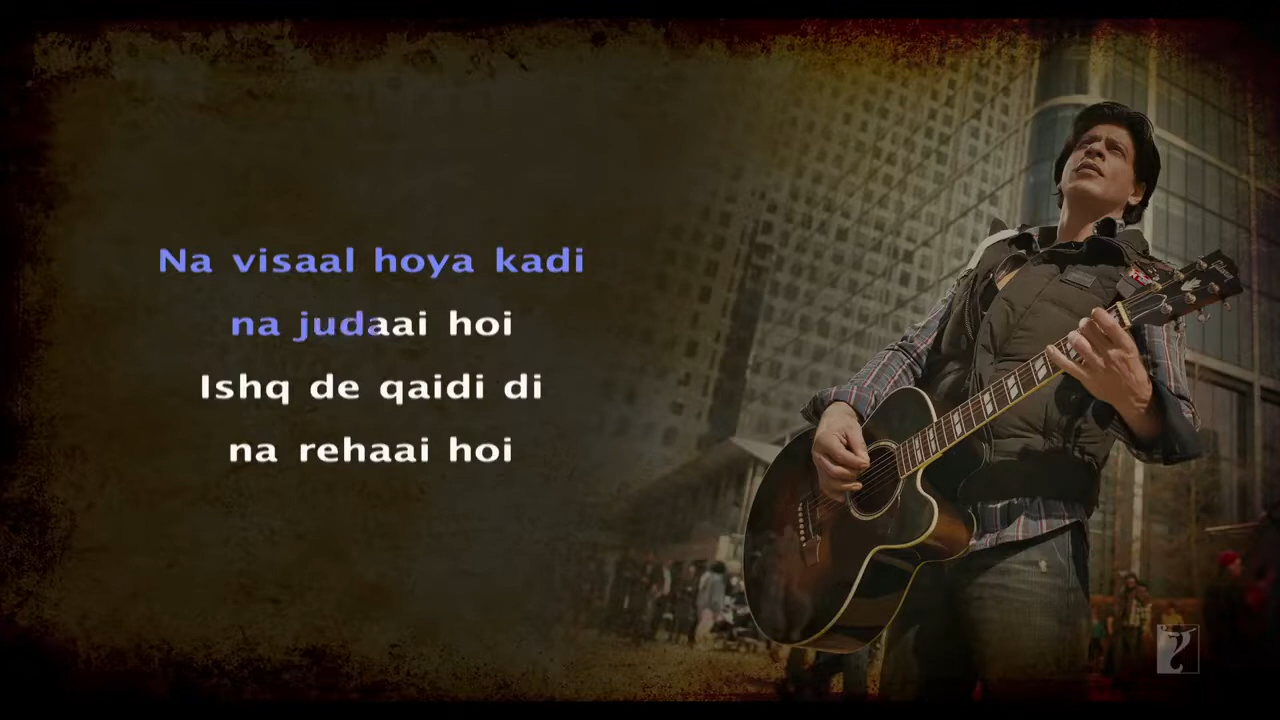 Na visaal hoya kadi
na judaai hoi
Ishq de qaidi di
na rehaai hoi